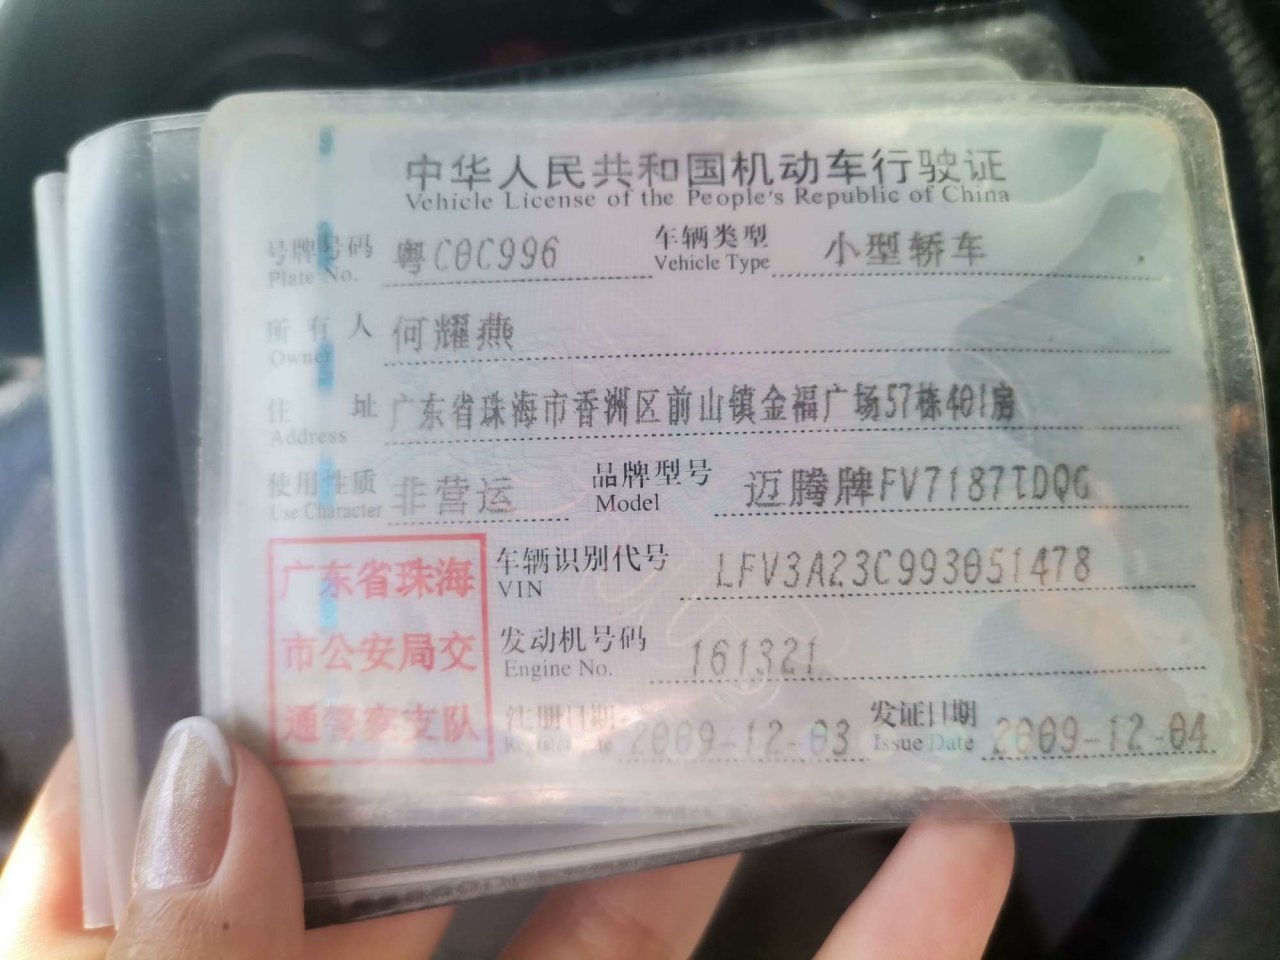 中华人民共和国机动车行驶证
Vehicle License of the People's Republic of China
号牌号码 粤C0C996 车辆类型 小型轿车
Plate No. Vehicle Type
所有人 何耀燕
Owner
住址 广东省珠海市香洲区前山镇金福广场57栋401房
Address
使用性质 非营运 品牌型号 迈腾牌FV7187TDQG
Use Character Model
广东省珠海
市公安局交
通警察支队
车辆识别代号 LFV3A23C993051478
VIN
发动机号码 161321
Engine No.
注册日期 2009-12-03 发证日期 2009-12-04
Register Date Issue Date